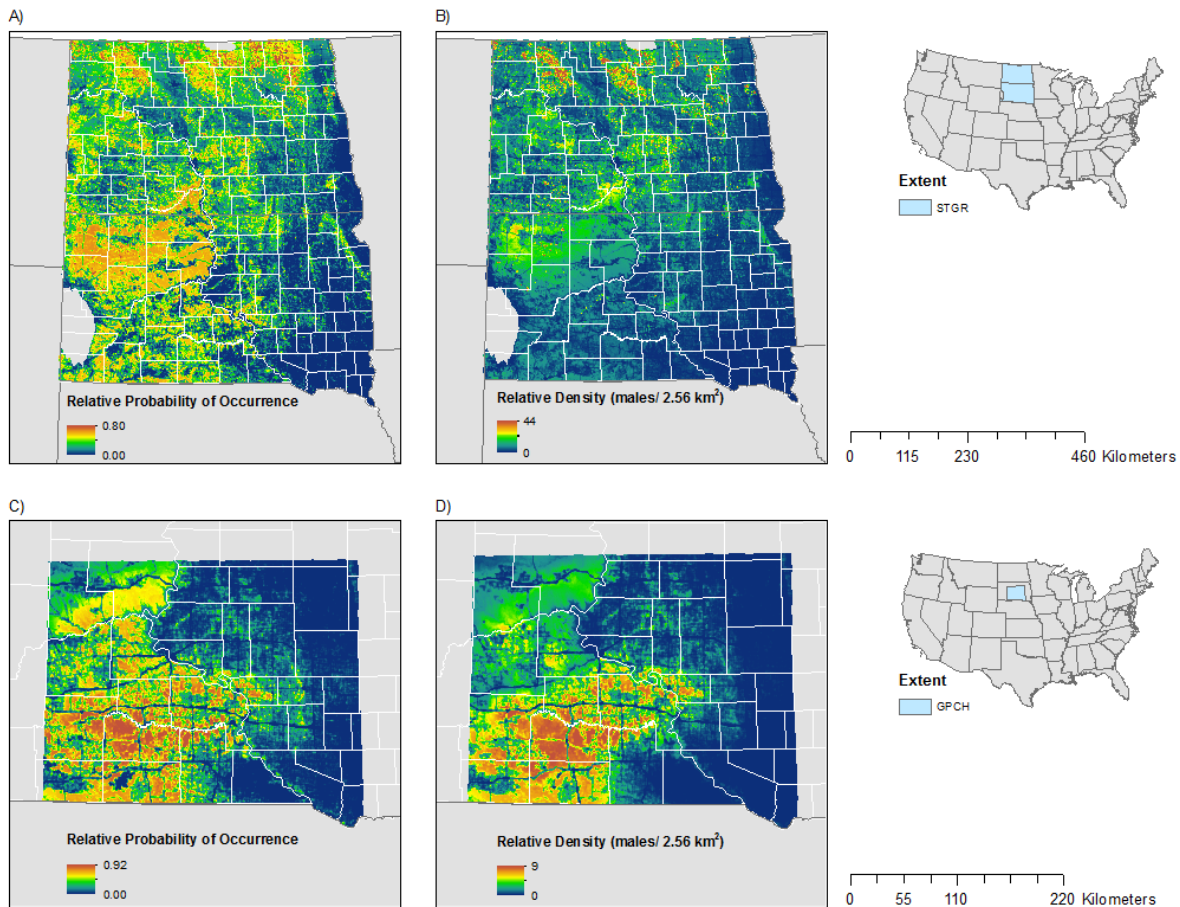 A)
B)
Extent
STGR
Relative Probability of Occurrence
0.80
0.00
Relative Density (males/ 2.56 km²)
44
0
0 115 230 460 Kilometers
C)
D)
Extent
GPCH
Relative Probability of Occurrence
0.92
0.00
Relative Density (males/ 2.56 km²)
9
0
0 55 110 220 Kilometers